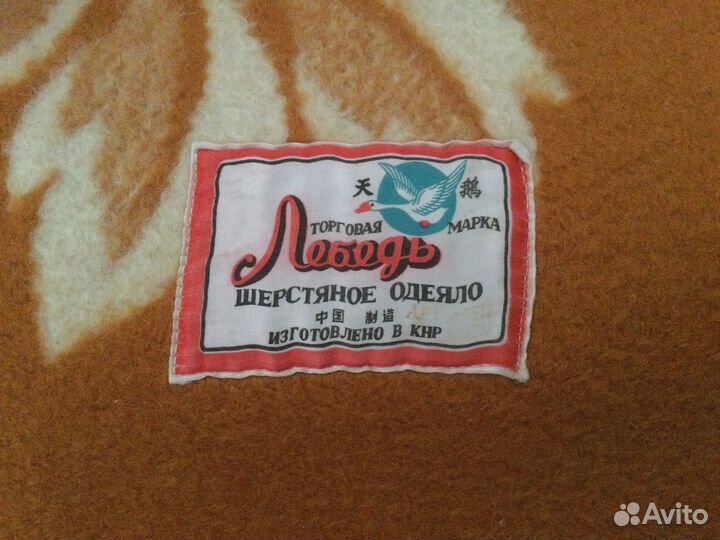 天 鹅
ТОРГОВАЯ МАРКА
Лебедь
ШЕРСТЯНОЕ ОДЕЯЛО
中国 制造
ИЗГОТОВЛЕНО В КНР
Avito